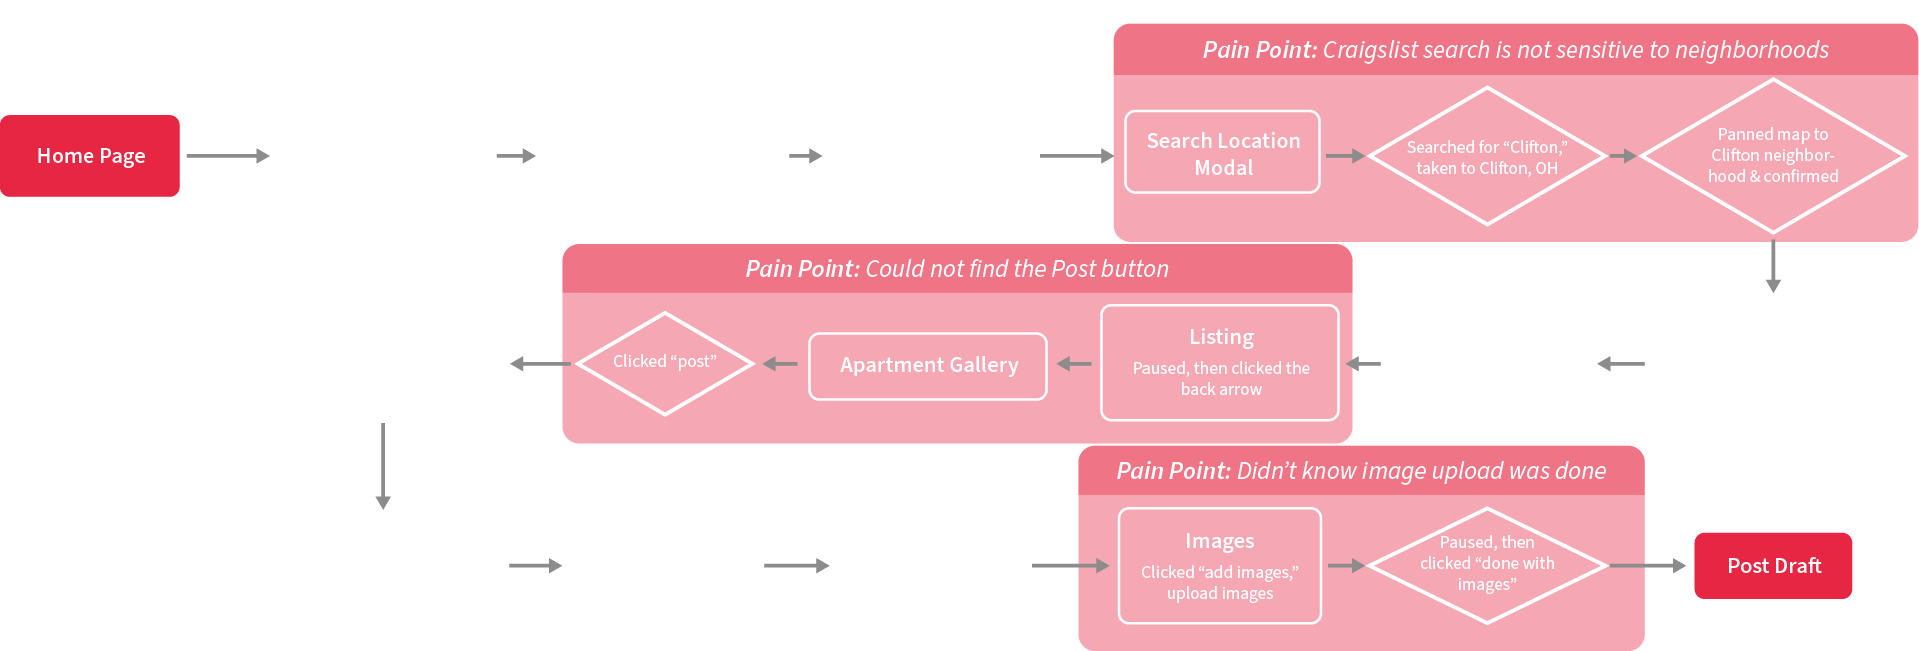 Pain Point: Craigslist search is not sensitive to neighborhoods
Home Page
Search Location
Modal
Searched for “Clifton,”
taken to Clifton, OH
Panned map to
Clifton neighbor-
hood & confirmed
Pain Point: Could not find the Post button
Clicked “post”
Apartment Gallery
Listing
Paused, then clicked the
back arrow
Pain Point: Didn’t know image upload was done
Images
Clicked “add images,”
upload images
Paused, then
clicked “done with
images”
Post Draft